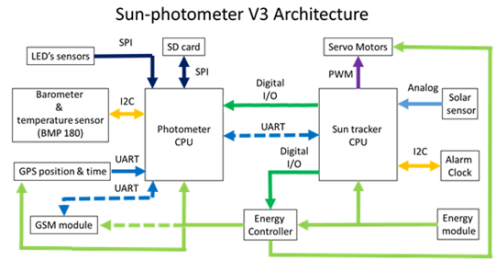 Sun-photometer V3 Architecture
LED's sensors
SPI
SD card
SPI
Servo Motors
PWM
Digital
I/O
Analog
Solar
sensor
Barometer
&
temperature sensor
(BMP 180)
I2C
Photometer
CPU
UART
Sun tracker
CPU
I2C
Alarm
Clock
GPS position & time
UART
UART
Digital
I/O
GSM module
Energy
Controller
Energy
module